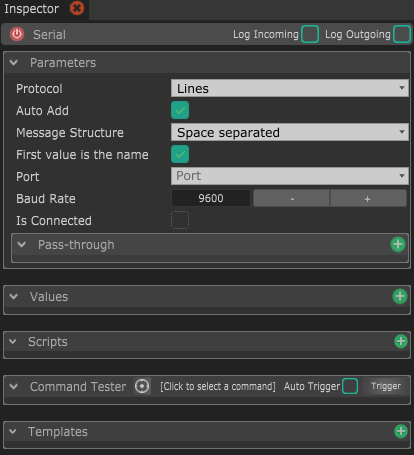 Inspector
Serial Log Incoming Log Outgoing
Parameters
Protocol Lines
Auto Add
Message Structure Space separated
First value is the name
Port Port
Baud Rate 9600 - +
Is Connected
Pass-through
Values
Scripts
Command Tester [Click to select a command] Auto Trigger Trigger
Templates